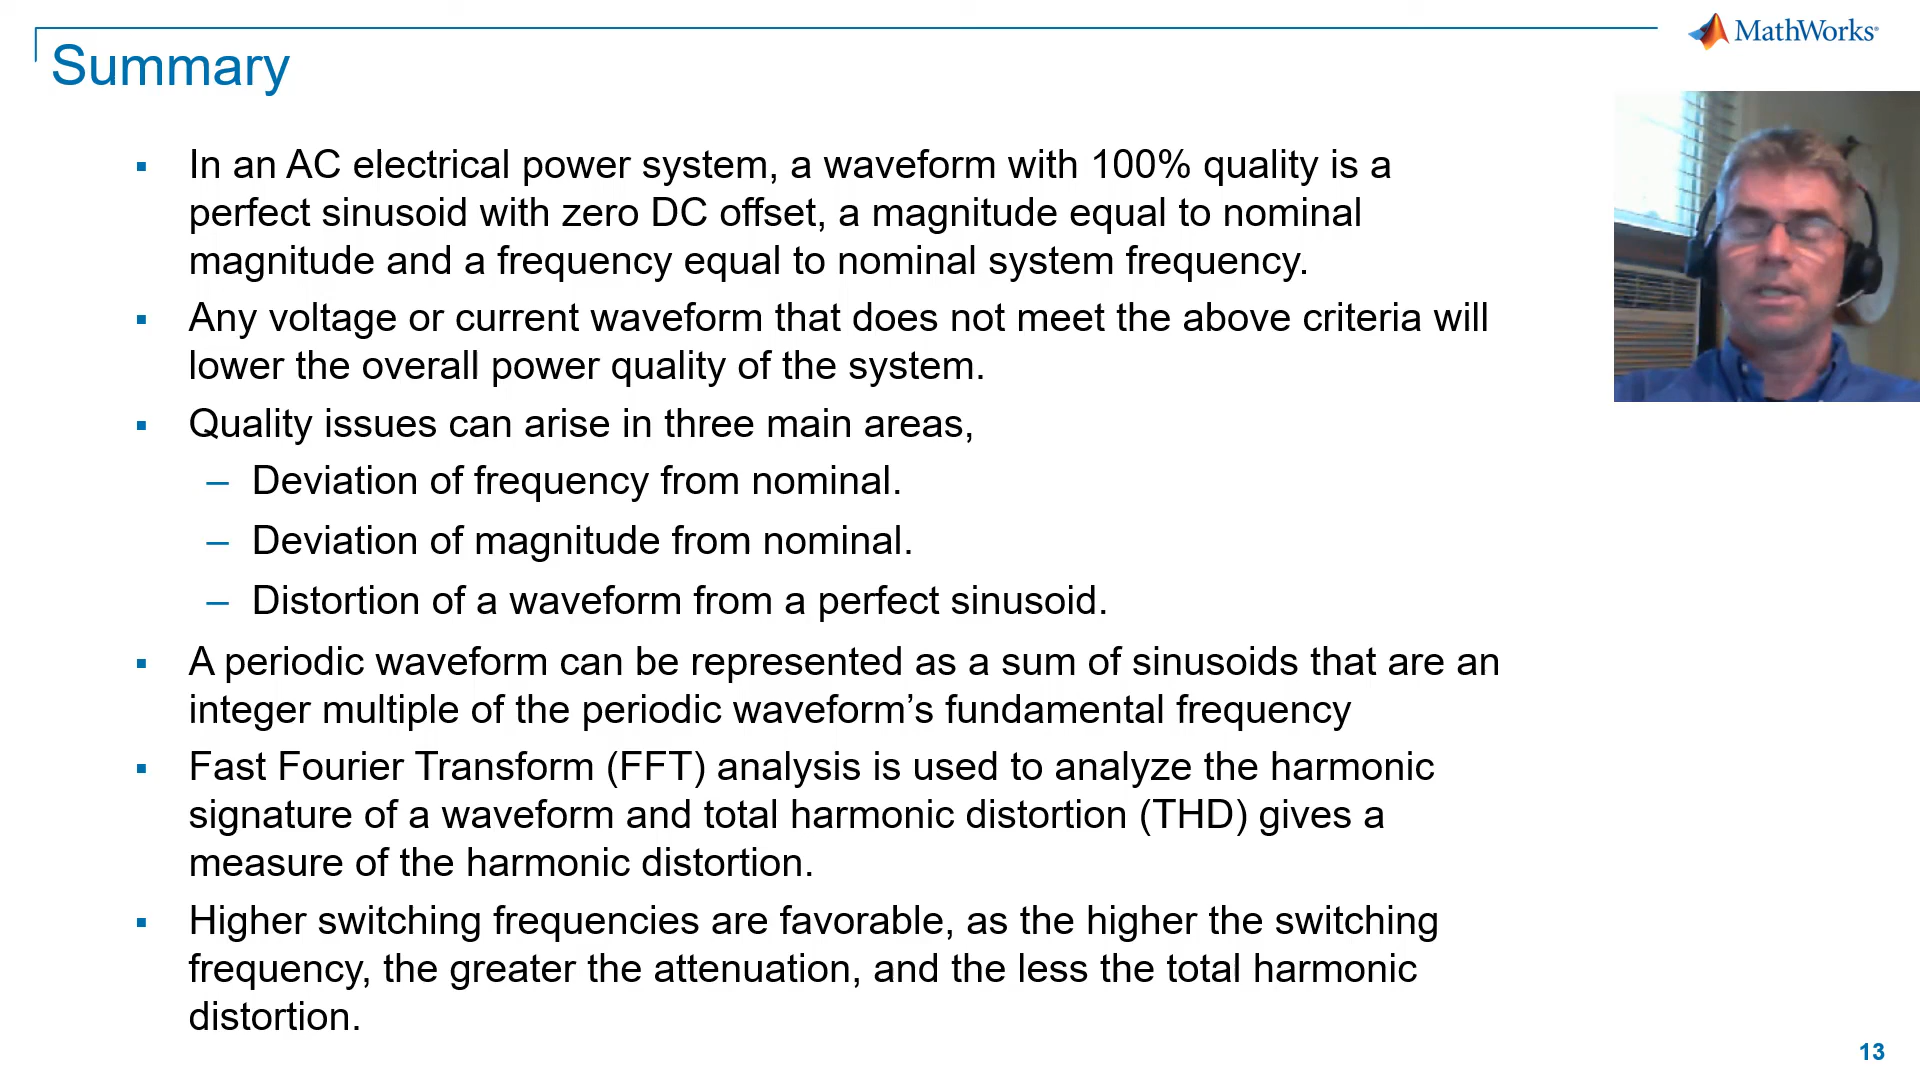 MathWorks
Summary
▪ In an AC electrical power system, a waveform with 100% quality is a
perfect sinusoid with zero DC offset, a magnitude equal to nominal
magnitude and a frequency equal to nominal system frequency.
▪ Any voltage or current waveform that does not meet the above criteria will
lower the overall power quality of the system.
▪ Quality issues can arise in three main areas,
– Deviation of frequency from nominal.
– Deviation of magnitude from nominal.
– Distortion of a waveform from a perfect sinusoid.
▪ A periodic waveform can be represented as a sum of sinusoids that are an
integer multiple of the periodic waveform’s fundamental frequency
▪ Fast Fourier Transform (FFT) analysis is used to analyze the harmonic
signature of a waveform and total harmonic distortion (THD) gives a
measure of the harmonic distortion.
▪ Higher switching frequencies are favorable, as the higher the switching
frequency, the greater the attenuation, and the less the total harmonic
distortion.
13